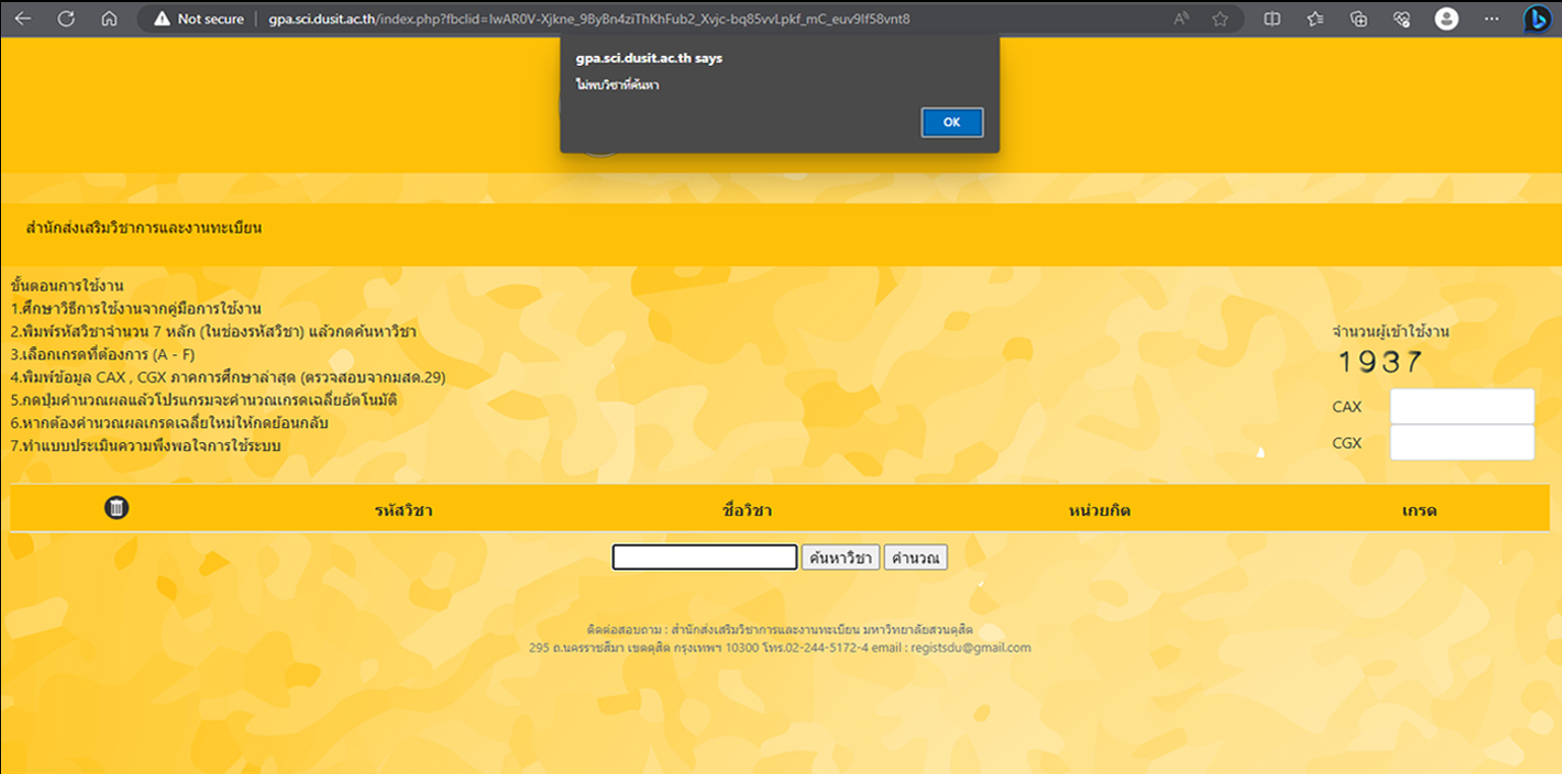 Not secure
gpa.sci.dusit.ac.th/index.php?fbclid=IwAR0V-Xjkne_9ByBn4ziThKhFub2_Xvjc-bq85vvLpkf_mC_euv9lf58vnt8
gpa.sci.dusit.ac.th says
ไม่พบวิชาที่ค้นหา
OK
สำนักส่งเสริมวิชาการและงานทะเบียน
ขั้นตอนการใช้งาน
1.ศึกษาวิธีการใช้งานจากคู่มือการใช้งาน
2.พิมพ์รหัสวิชาจำนวน 7 หลัก (ในช่องรหัสวิชา) แล้วกดค้นหาวิชา
3.เลือกเกรดที่ต้องการ (A - F)
4.พิมพ์ข้อมูล CAX , CGX ภาคการศึกษาล่าสุด (ตรวจสอบจากมสด.29)
5.กดปุ่มคำนวณผลแล้วโปรแกรมจะคำนวณเกรดเฉลี่ยอัตโนมัติ
6.หากต้องคำนวณผลเกรดเฉลี่ยใหม่ให้กดย้อนกลับ
7.ทำแบบประเมินความพึงพอใจการใช้ระบบ
จำนวนผู้เข้าใช้งาน
1937
CAX
CGX
รหัสวิชา ชื่อวิชา หน่วยกิต เกรด
ค้นหาวิชา คำนวณ
ติดต่อสอบถาม : สำนักส่งเสริมวิชาการและงานทะเบียน มหาวิทยาลัยสวนดุสิต
295 ถ.นครราชสีมา เขตดุสิต กรุงเทพฯ 10300 โทร.02-244-5172-4 email : registsdu@gmail.com